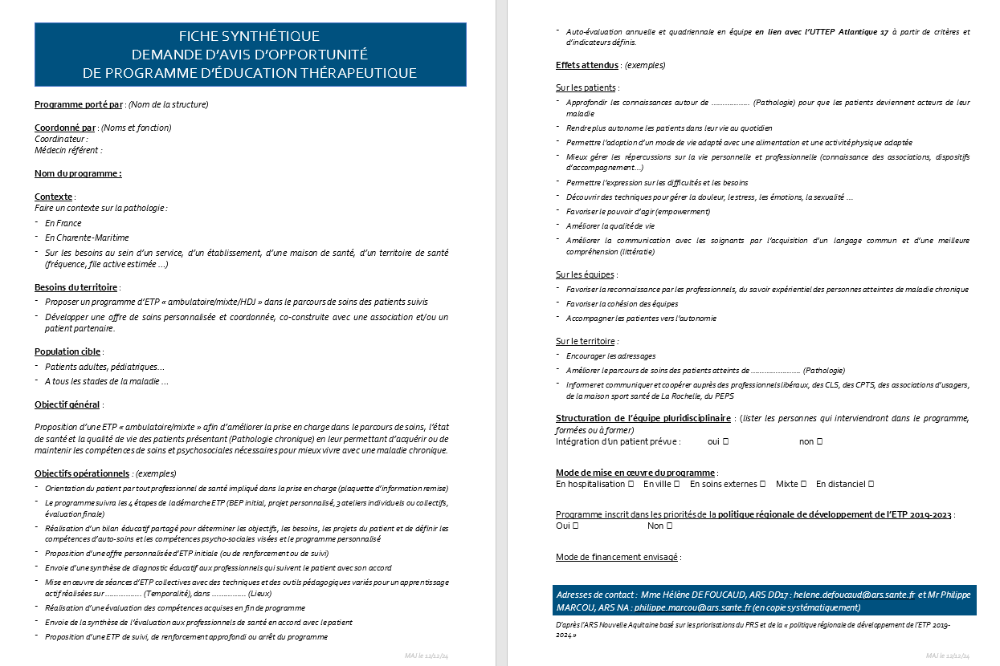 FICHE SYNTHÉTIQUE
DEMANDE D’AVIS D’OPPORTUNITÉ
DE PROGRAMME D’ÉDUCATION THÉRAPEUTIQUE
Programme porté par : (Nom de la structure)
Coordonné par : (Noms et fonction)
Coordinateur :
Médecin référent :
Nom du programme :
Contexte :
Faire un contexte sur la pathologie :
- En France
- En Charente-Maritime
- Sur les besoins au sein d’un service, d’un établissement, d’une maison de santé, d’un territoire de santé
(fréquence, file active estimée …)
Besoins du territoire :
- Proposer un programme d’ETP « ambulatoire/mixte/HDJ » dans le parcours de soins des patients suivis
- Développer une offre de soins personnalisée et coordonnée, co-construite avec une association et/ou un
patient partenaire.
Population cible :
- Patients adultes, pédiatriques…
- A tous les stades de la maladie …
Objectif général :
Proposition d’une ETP « ambulatoire/mixte » afin d’améliorer la prise en charge dans le parcours de soins, l’état
de santé et la qualité de vie des patients présentant (Pathologie chronique) en leur permettant d’acquérir ou de
maintenir les compétences de soins et psychosociales nécessaires pour mieux vivre avec une maladie chronique.
Objectifs opérationnels : (exemples)
- Orientation du patient par tout professionnel de santé impliqué dans la prise en charge (plaquette d’information remise)
- Le programme suivra les 4 étapes de la démarche ETP (BEP initial, projet personnalisé, 3 ateliers individuels ou collectifs,
évaluation finale)
- Réalisation d’un bilan éducatif partagé pour déterminer les objectifs, les besoins, les projets du patient et de définir les
compétences d’auto-soins et les compétences psycho-sociales visées et le programme personnalisé
- Proposition d’une offre personnalisée d’ETP initiale (ou de renforcement ou de suivi)
- Envoie d’une synthèse de diagnostic éducatif aux professionnels qui suivent le patient avec son accord
- Mise en œuvre de séances d’ETP collectives avec des techniques et des outils pédagogiques variés pour un apprentissage
actif réalisées sur …………… (Temporalité), dans …………… (Lieux)
- Réalisation d’une évaluation des compétences acquises en fin de programme
- Envoie de la synthèse de l’évaluation aux professionnels de santé en accord avec le patient
- Proposition d’une ETP de suivi, de renforcement approfondi ou arrêt du programme
MAJ le 12/12/24
- Auto-évaluation annuelle et quadriennale en équipe en lien avec l’UTTEP Atlantique 17 à partir de critères et
d’indicateurs définis.
Effets attendus : (exemples)
Sur les patients :
- Approfondir les connaissances autour de …………….. (Pathologie) pour que les patients deviennent acteurs de leur
maladie
- Rendre plus autonome les patients dans leur vie au quotidien
- Permettre l’adoption d’un mode de vie adapté avec une alimentation et une activité physique adaptée
- Mieux gérer les répercussions sur la vie personnelle et professionnelle (connaissance des associations, dispositifs
d’accompagnement…)
- Permettre l’expression sur les difficultés et les besoins
- Découvrir des techniques pour gérer la douleur, le stress, les émotions, la sexualité …
- Favoriser le pouvoir d’agir (empowerment)
- Améliorer la qualité de vie
- Améliorer la communication avec les soignants par l’acquisition d’un langage commun et d’une meilleure
compréhension (littératie)
Sur les équipes :
- Favoriser la reconnaissance par les professionnels, du savoir expérientiel des personnes atteintes de maladie chronique
- Favoriser la cohésion des équipes
- Accompagner les patientes vers l’autonomie
Sur le territoire :
- Encourager les adressages
- Améliorer le parcours de soins des patients atteints de …………………. (Pathologie)
- Informer et communiquer et coopérer auprès des professionnels libéraux, des CLS, des CPTS, des associations d’usagers,
de la maison sport santé de La Rochelle, du PEPS
Structuration de l’équipe pluridisciplinaire : (lister les personnes qui interviendront dans le programme,
formées ou à former)
Intégration d’un patient prévue : oui ☐ non ☐
Mode de mise en œuvre du programme :
En hospitalisation ☐ En ville ☐ En soins externes ☐ Mixte ☐ En distanciel ☐
Programme inscrit dans les priorités de la politique régionale de développement de l’ETP 2019-2023 :
Oui ☐ Non ☐
Mode de financement envisagé :
Adresses de contact : Mme Hélène DE FOUCAUD, ARS DD17 : helene.defoucaud@ars.sante.fr et Mr Philippe
MARCOU, ARS NA : philippe.marcou@ars.sante.fr (en copie systématiquement)
D’après l’ARS Nouvelle Aquitaine basé sur les priorisations du PRS et de la « politique régionale de développement de l’ETP 2019-
2024 »
MAJ le 12/12/24